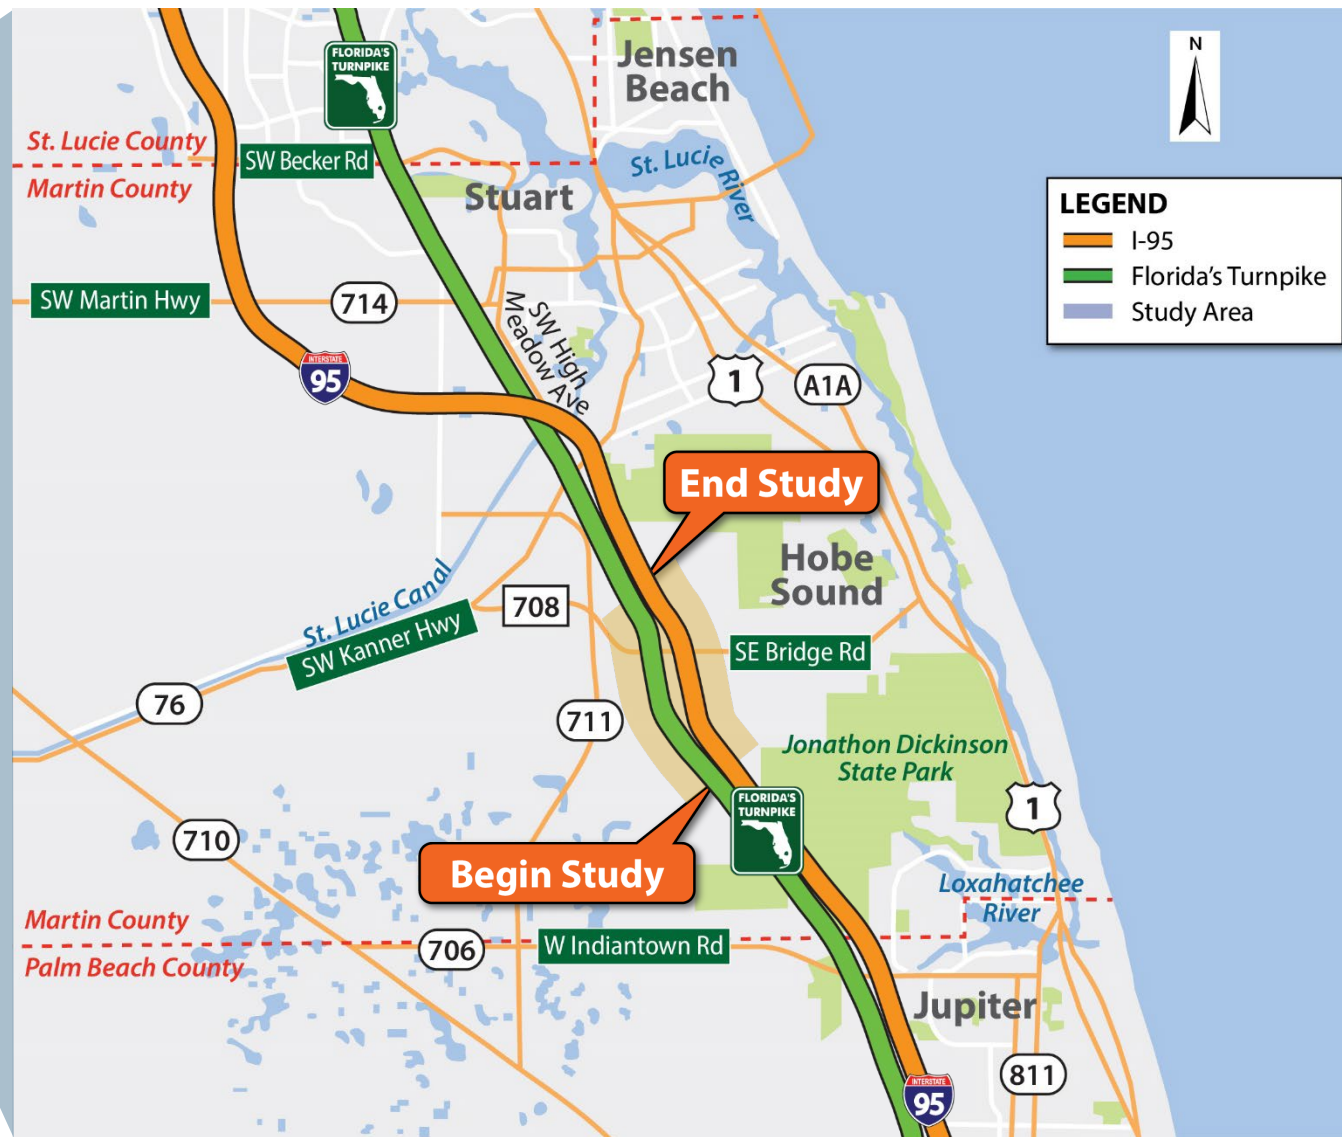 FLORIDA'S
TURNPIKE
Jensen
Beach
N
St. Lucie County
SW Becker Rd
Martin County
St. Lucie
River
Stuart
LEGEND
I-95
Florida's Turnpike
Study Area
SW Martin Hwy
714
SW High
Meadow Ave
INTERSTATE
95
1
A1A
End Study
Hobe
Sound
St. Lucie Canal
SW Kanner Hwy
708
SE Bridge Rd
76
711
Jonathon Dickinson
State Park
FLORIDA'S
TURNPIKE
1
710
Begin Study
Loxahatchee
River
Martin County
Palm Beach County
706
W Indiantown Rd
Jupiter
811
INTERSTATE
95